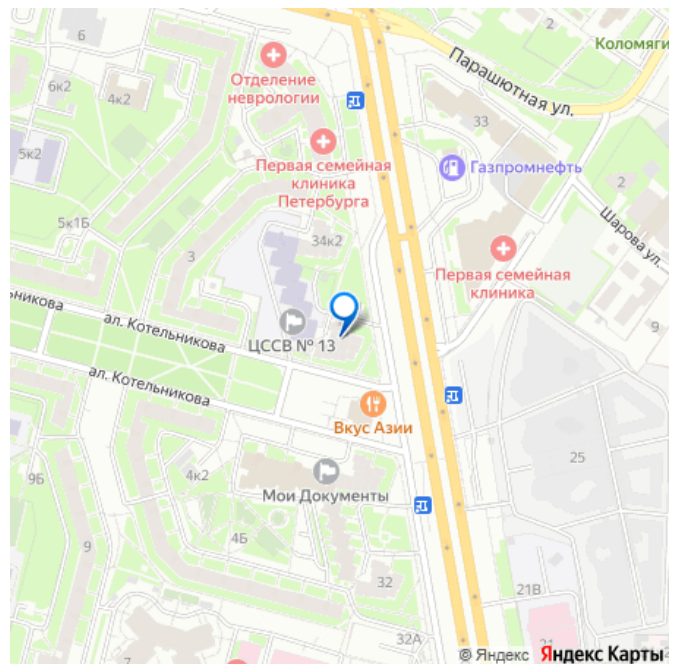 6
6к2
4к2
5к2
5к1Б
3
Отделение
неврологии
Первая семейная
клиника
Петербурга
34к2
Парашютная ул.
Коломяги
2
33
Газпромнефть
2
Шарова ул.
Первая семейная
клиника
9
ьникова
ал. Котельникова
ЦССВ № 13
ал. Котельникова
Вкус Азии
25
4к2
Мои Документы
9Б
4Б
9
32
21В
32А
7
31
© Яндекс Яндекс Карты